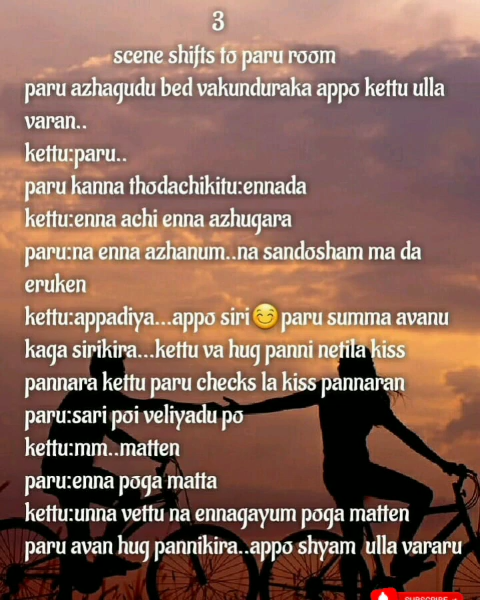 3
scene shifts to paru room
paru azhagudu bed vakunduraka appo kettu ulla
varan..
kettu:paru..
paru kanna thodachikitu:ennada
kettu:enna achi enna azhugara
paru:na enna azhanum..na sandosham ma da
eruken
kettu:appadiya...appo siri😊 paru summa avanu
kaga sirikira...kettu va hug panni netila kiss
pannara kettu paru checks la kiss pannaran
paru:sari poi veliyadu po
kettu:mm..matten
paru:enna poga matta
kettu:unna vettu na ennagayum poga matten
paru avan hug pannikira..appo shyam ulla vararu
SUBSCRIBE